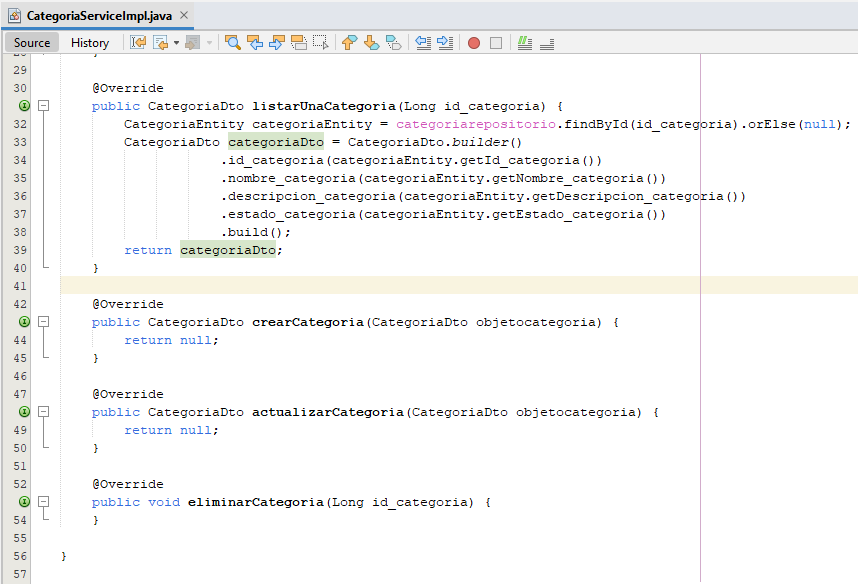 CategoriaServiceImpl.java
Source History
29
30 @Override
public CategoriaDto listarUnaCategoria(Long id_categoria) {
32 CategoriaEntity categoriaEntity = categoriarepositorio.findById(id_categoria).orElse(null);
33 CategoriaDto categoriaDto = CategoriaDto.builder()
34 .id_categoria(categoriaEntity.getId_categoria())
35 .nombre_categoria(categoriaEntity.getNombre_categoria())
36 .descripcion_categoria(categoriaEntity.getDescripcion_categoria())
37 .estado_categoria(categoriaEntity.getEstado_categoria())
38 .build();
39 return categoriaDto;
40 }
41
42 @Override
public CategoriaDto crearCategoria(CategoriaDto objetocategoria) {
44 return null;
45 }
46
47 @Override
public CategoriaDto actualizarCategoria(CategoriaDto objetocategoria) {
49 return null;
50 }
51
52 @Override
public void eliminarCategoria(Long id_categoria) {
54 }
55
56 }
57